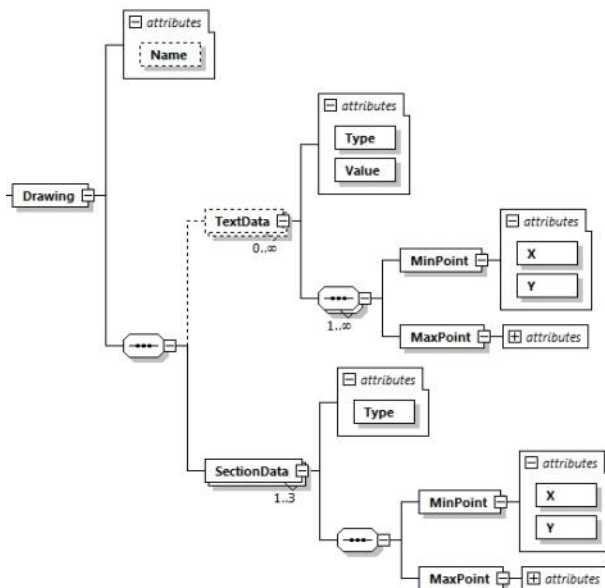 attributes
Name
attributes
Type
Value
Drawing
TextData
0..∞
attributes
X
Y
MinPoint
1..∞
MaxPoint
attributes
attributes
Type
SectionData
1..3
attributes
X
Y
MinPoint
MaxPoint
attributes